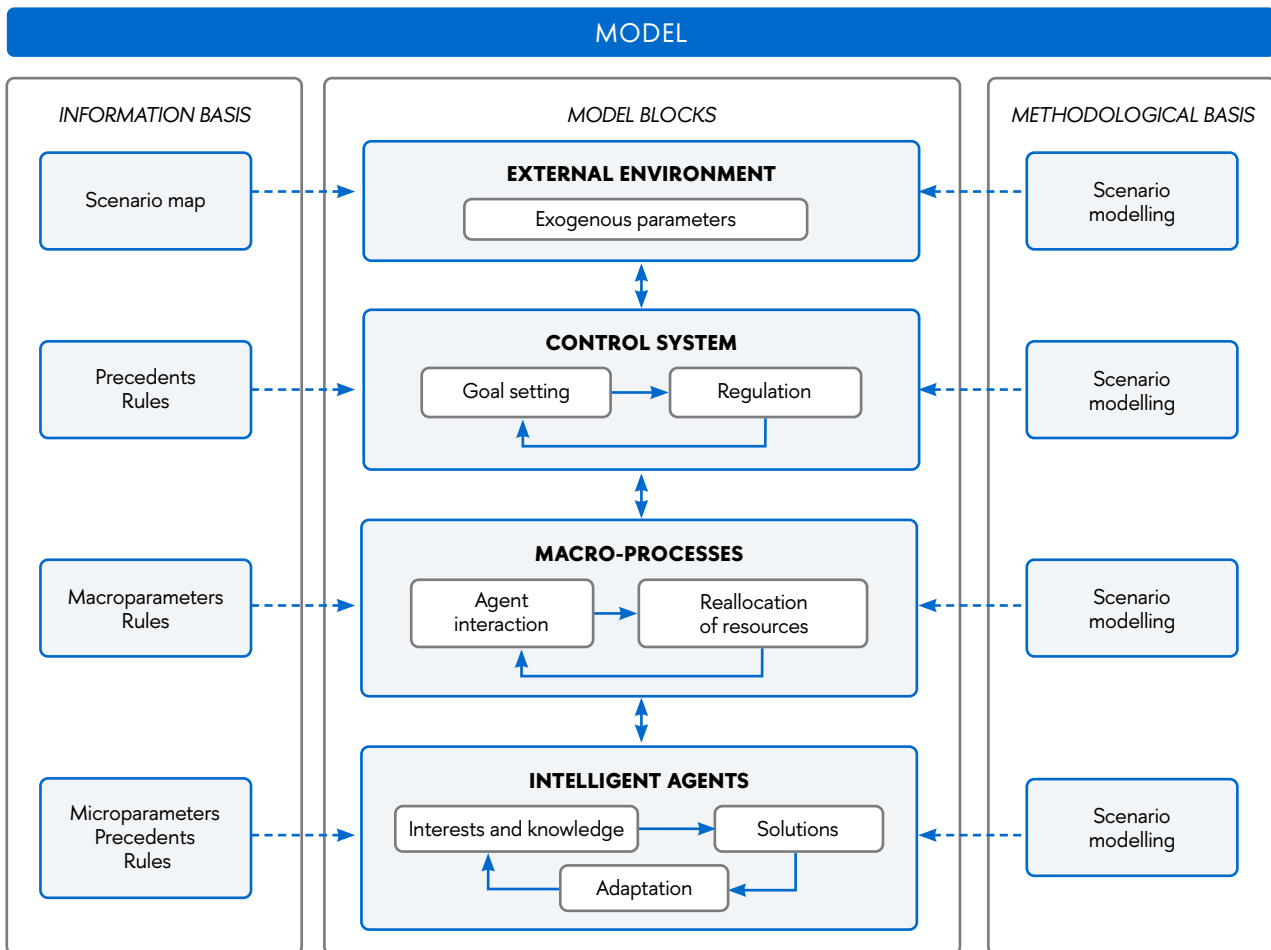 MODEL
INFORMATION BASIS
MODEL BLOCKS
METHODOLOGICAL BASIS
Scenario map
EXTERNAL ENVIRONMENT
Exogenous parameters
Scenario
modelling
Precedents
Rules
CONTROL SYSTEM
Goal setting
Regulation
Scenario
modelling
Macroparameters
Rules
MACRO-PROCESSES
Agent
interaction
Reallocation
of resources
Scenario
modelling
Microparameters
Precedents
Rules
INTELLIGENT AGENTS
Interests and knowledge
Solutions
Adaptation
Scenario
modelling